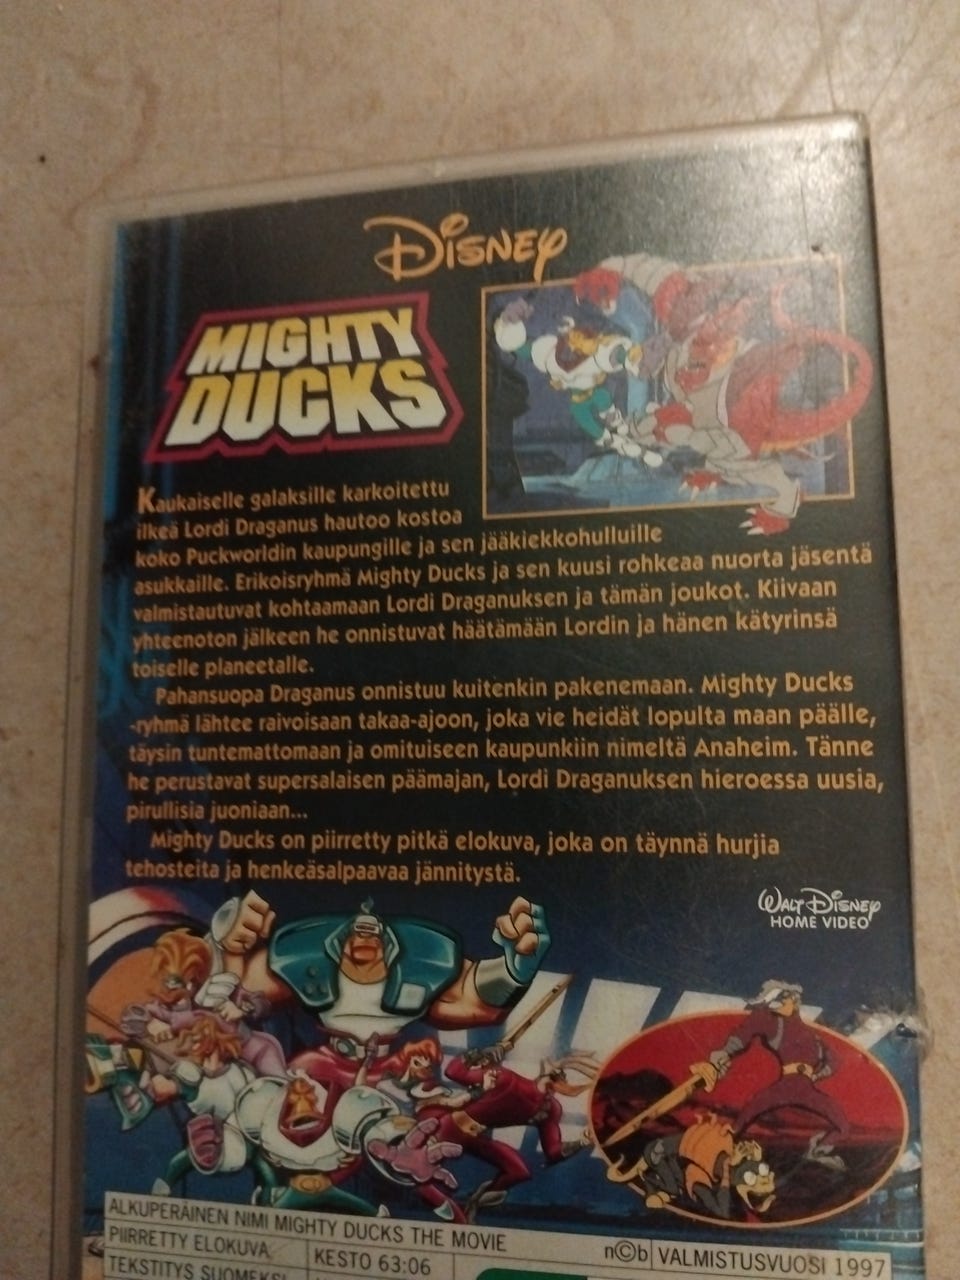 Disney
MIGHTY
DUCKS
Kaukaiselle galaksille karkoitettu
ilkeä Lordi Draganus hautoo kostoa
koko Puckworldin kaupungille ja sen jääkiekkohulluille
asukkaille. Erikoisryhmä Mighty Ducks ja sen kuusi rohkeaa nuorta jäsentä
valmistautuvat kohtaamaan Lordi Draganuksen ja tämän joukot. Kiivaan
yhteenoton jälkeen he onnistuvat häätämään Lordin ja hänen kätyrinsä
toiselle planeetalle.
Pahansuopa Draganus onnistuu kuitenkin pakenemaan. Mighty Ducks
-ryhmä lähtee raivoisaan takaa-ajoon, joka vie heidät lopulta maan päälle,
täysin tuntemattomaan ja omituiseen kaupunkiin nimeltä Anaheim. Tänne
he perustavat supersalaisen päämajan, Lordi Draganuksen hieroessa uusia,
pirullisia juoniaan...
Mighty Ducks on piirretty pitkä elokuva, joka on täynnä hurjia
tehosteita ja henkeäsalpaavaa jännitystä.
WALT DISNEY
HOME VIDEO
ALKUPERÄINEN NIMI MIGHTY DUCKS THE MOVIE
PIIRRETTY ELOKUVA
KESTO 63:06
n©b VALMISTUSVUOSI 1997
TEKSTITYS SUOMEKSI